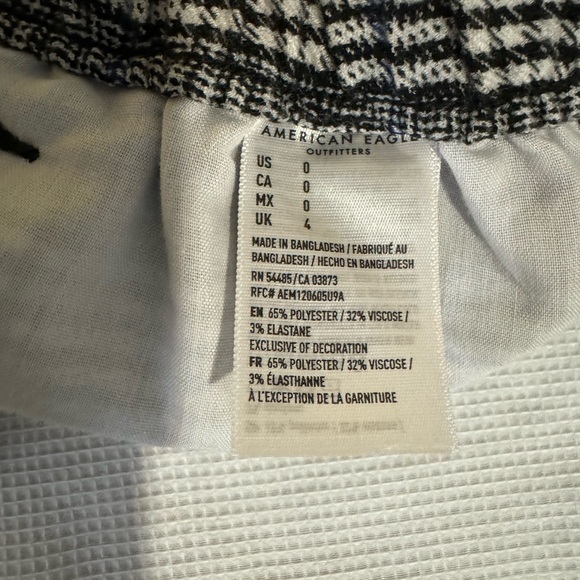 AMERICAN EAGLE
OUTFITTERS
US 0
CA 0
MX 0
UK 4
MADE IN BANGLADESH / FABRIQUÉ AU
BANGLADESH / HECHO EN BANGLADESH
RN 54485/CA 03873
RFC# AEM120605U9A
EN 65% POLYESTER / 32% VISCOSE /
3% ELASTANE
EXCLUSIVE OF DECORATION
FR 65% POLYESTER / 32% VISCOSE /
3% ÉLASTHANNE
À L'EXCEPTION DE LA GARNITURE